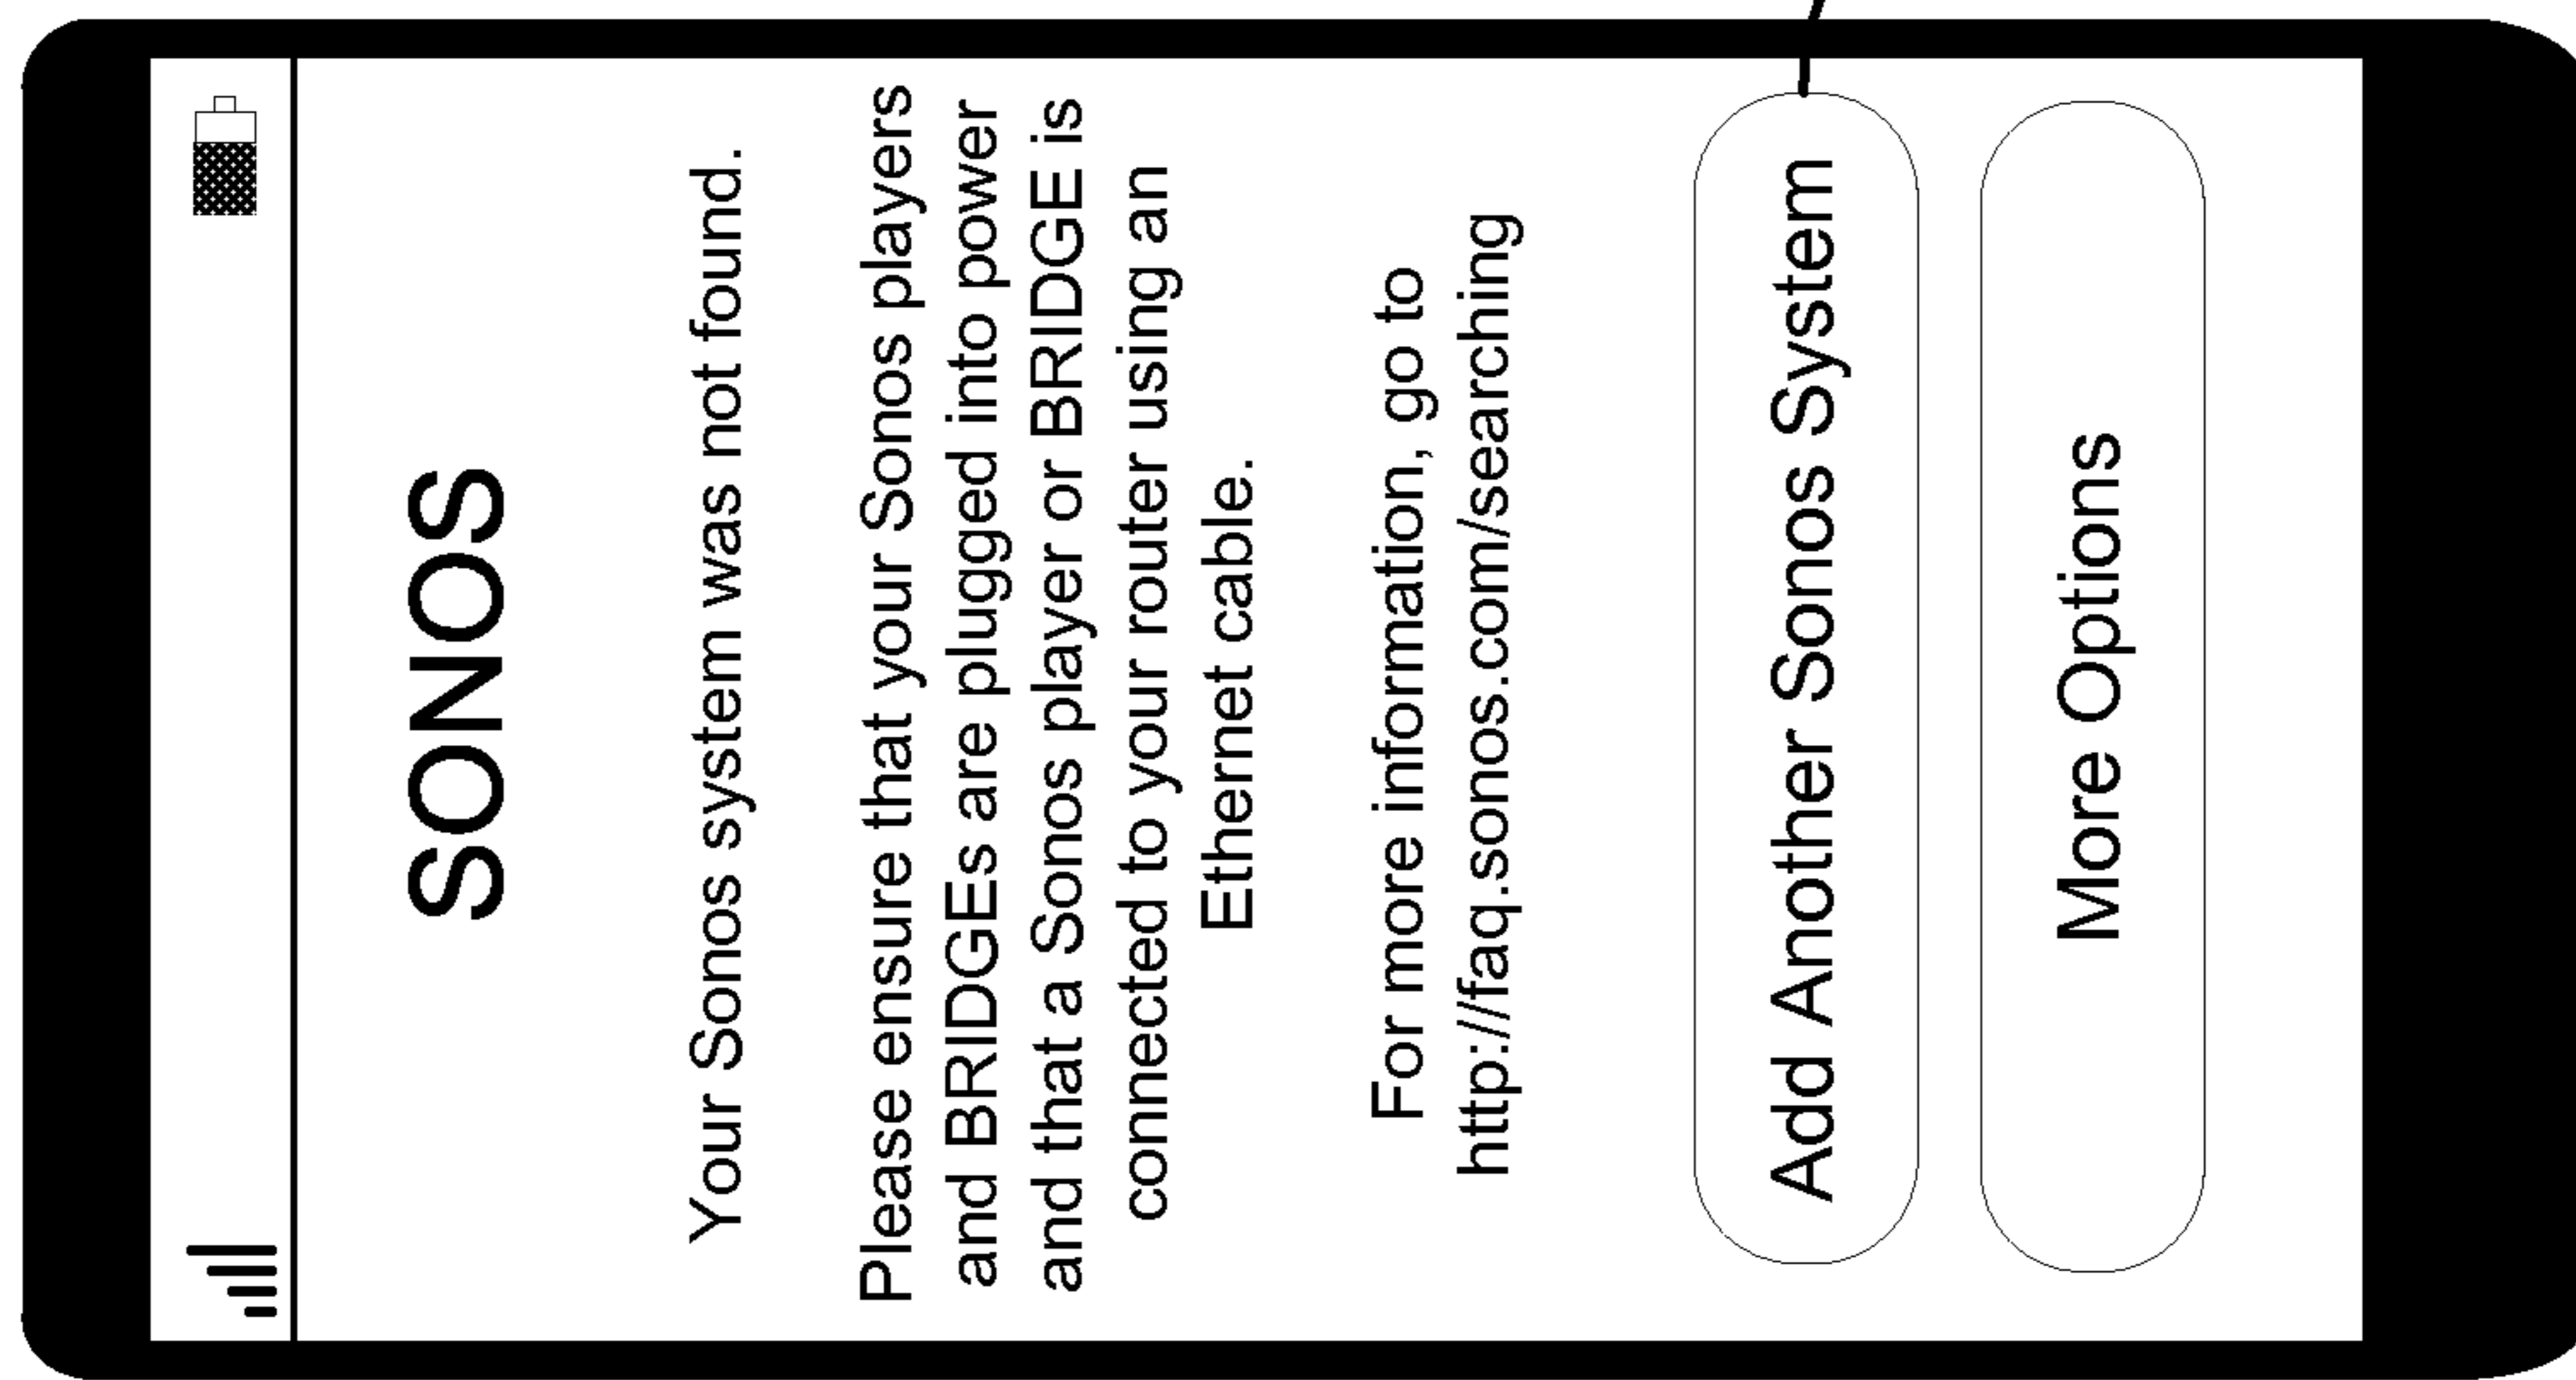 SONOS
Your Sonos system was not found.
Please ensure that your Sonos players
and BRIDGEs are plugged into power
and that a Sonos player or BRIDGE is
connected to your router using an
Ethernet cable.
For more information, go to
http://faq.sonos.com/searching
Add Another Sonos System
More Options